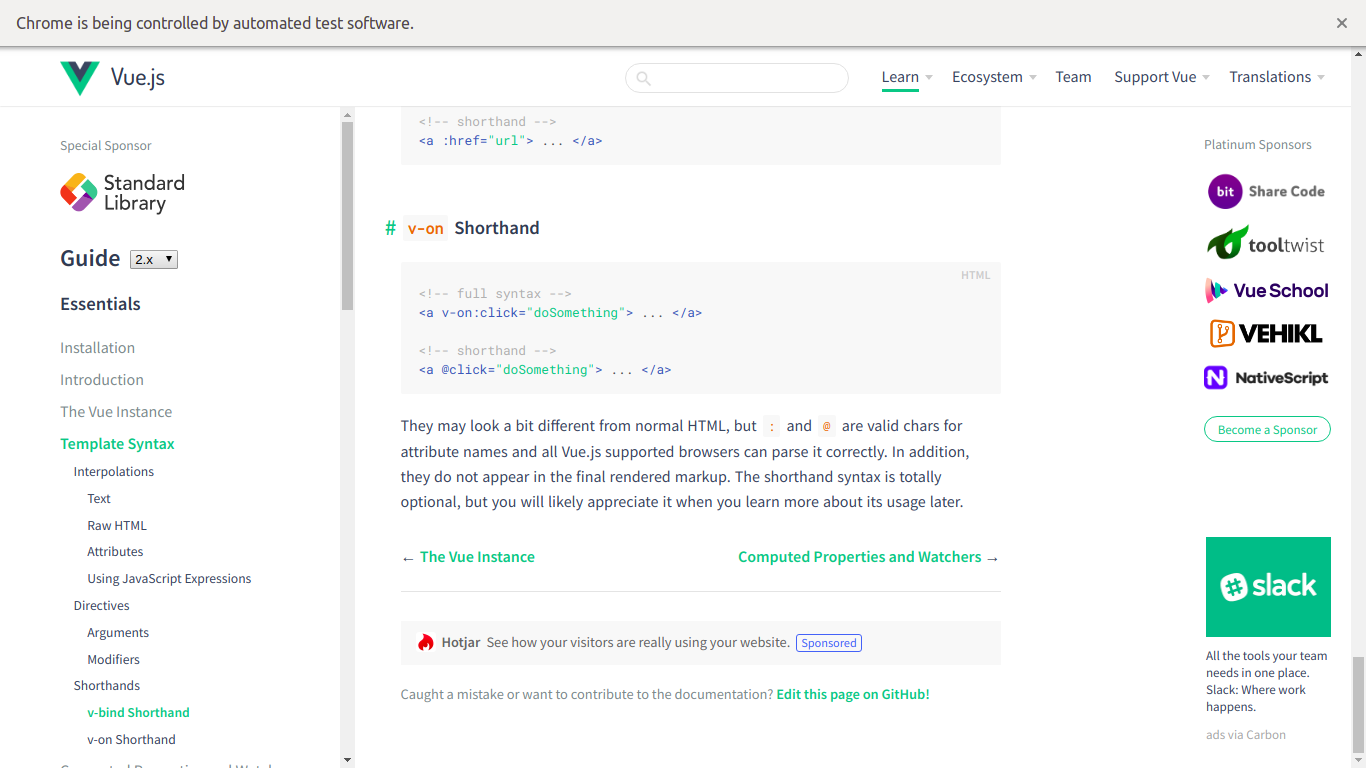 Chrome is being controlled by automated test software.
Vue.js
Learn
Ecosystem
Team
Support Vue
Translations
Special Sponsor
Standard
Library
Guide
2.x
Essentials
Installation
Introduction
The Vue Instance
Template Syntax
Interpolations
Text
Raw HTML
Attributes
Using JavaScript Expressions
Directives
Arguments
Modifiers
Shorthands
v-bind Shorthand
v-on Shorthand
<!-- shorthand -->
<a :href="url"> ... </a>
# v-on Shorthand
HTML
<!-- full syntax -->
<a v-on:click="doSomething"> ... </a>
<!-- shorthand -->
<a @click="doSomething"> ... </a>
They may look a bit different from normal HTML, but : and @ are valid chars for
attribute names and all Vue.js supported browsers can parse it correctly. In addition,
they do not appear in the final rendered markup. The shorthand syntax is totally
optional, but you will likely appreciate it when you learn more about its usage later.
← The Vue Instance
Computed Properties and Watchers →
Hotjar See how your visitors are really using your website. Sponsored
Caught a mistake or want to contribute to the documentation? Edit this page on GitHub!
Platinum Sponsors
bit Share Code
tooltwist
Vue School
VEHIKL
NativeScript
Become a Sponsor
slack
All the tools your team
needs in one place.
Slack: Where work
happens.
ads via Carbon